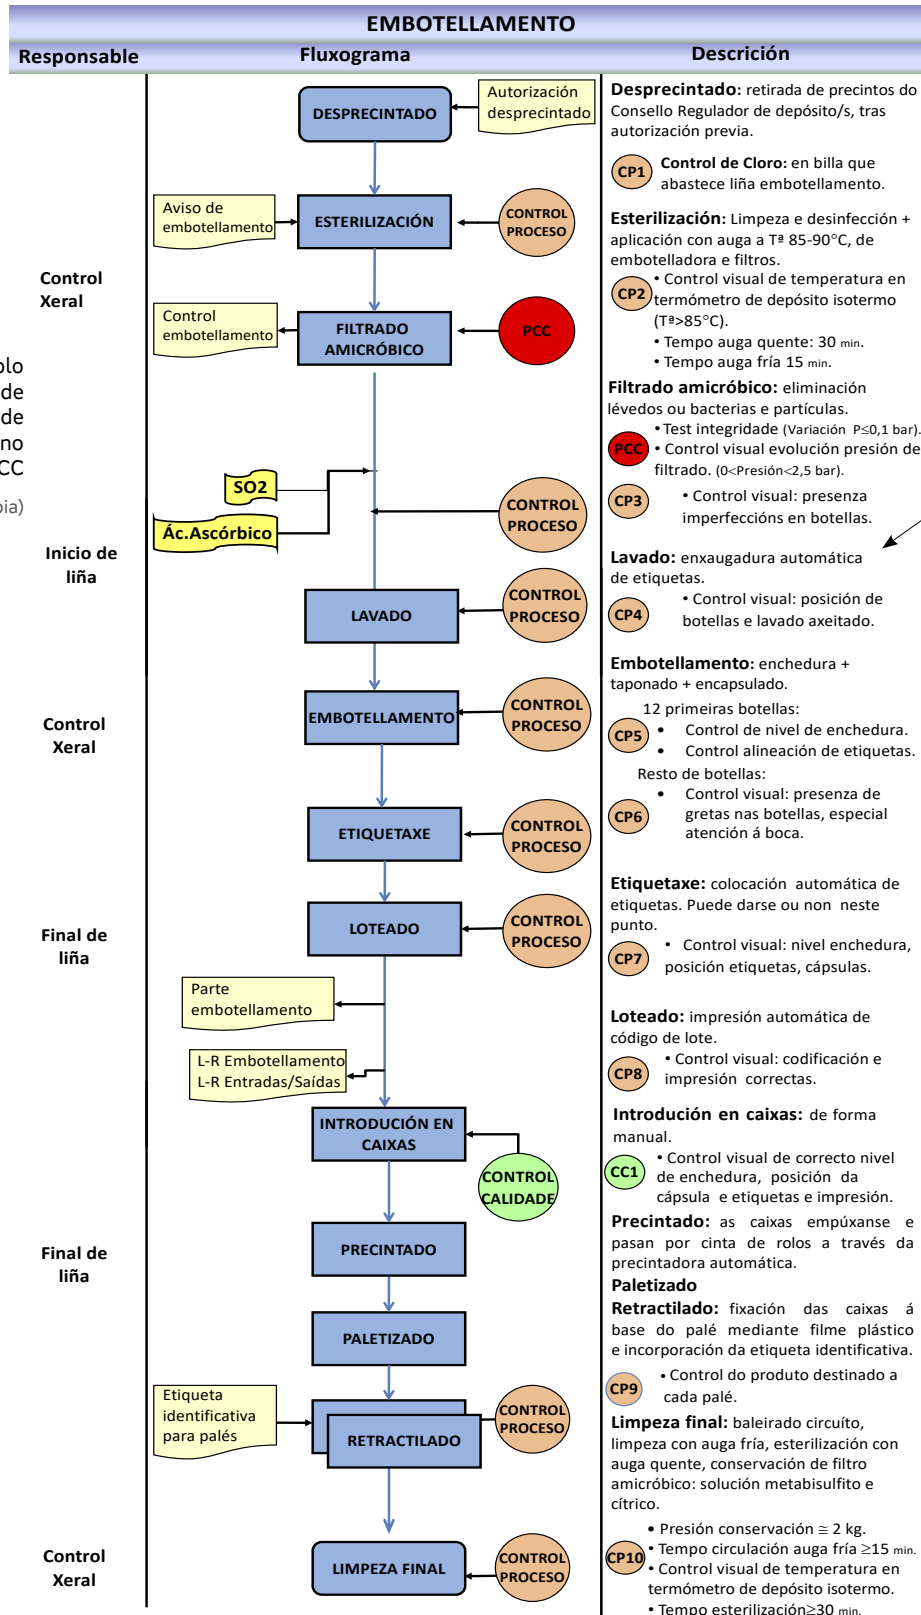 EMBOTELLAMENTO
Responsable
Fluxograma
Descrición
Control
Xeral
olo
de
de
no
CC
pia)
Inicio de
liña
Control
Xeral
Final de
liña
Final de
liña
Control
Xeral
DESPRECINTADO
Autorización
desprecintado
Aviso de
embotellamento
ESTERILIZACIÓN
CONTROL
PROCESO
Control
embotellamento
FILTRADO
AMICRÓBICO
PCC
SO2
Ác.Ascórbico
CONTROL
PROCESO
LAVADO
CONTROL
PROCESO
EMBOTELLAMENTO
CONTROL
PROCESO
ETIQUETAXE
CONTROL
PROCESO
LOTEADO
CONTROL
PROCESO
Parte
embotellamento
L-R Embotellamento
L-R Entradas/Saídas
INTRODUCIÓN EN
CAIXAS
CONTROL
CALIDADE
PRECINTADO
PALETIZADO
Etiqueta
identificativa
para palés
RETRACTILADO
CONTROL
PROCESO
LIMPEZA FINAL
CONTROL
PROCESO
Desprecintado: retirada de precintos do
Consello Regulador de depósito/s, tras
autorización previa.
CP1 Control de Cloro: en billa que
abastece liña embotellamento.
Esterilización: Limpeza e desinfección +
aplicación con auga a Tª 85-90°C, de
embotelladora e filtros.
• Control visual de temperatura en
CP2 termómetro de depósito isotermo
(Tª>85°C).
• Tempo auga quente: 30 min.
• Tempo auga fría 15 min.
Filtrado amicróbico: eliminación
lévedos ou bacterias e partículas.
• Test integridade (Variación P≤0,1 bar).
PCC • Control visual evolución presión de
filtrado. (0<Presión<2,5 bar).
CP3 • Control visual: presenza
imperfeccións en botellas.
Lavado: enxaugadura automática
de etiquetas.
CP4 • Control visual: posición de
botellas e lavado axeitado.
Embotellamento: enchedura +
taponado + encapsulado.
12 primeiras botellas:
CP5 • Control de nivel de enchedura.
• Control alineación de etiquetas.
Resto de botellas:
CP6 • Control visual: presenza de
gretas nas botellas, especial
atención á boca.
Etiquetaxe: colocación automática de
etiquetas. Puede darse ou non neste
punto.
CP7 • Control visual: nivel enchedura,
posición etiquetas, cápsulas.
Loteado: impresión automática de
código de lote.
CP8 • Control visual: codificación e
impresión correctas.
Introdución en caixas: de forma
manual.
CC1 • Control visual de correcto nivel
de enchedura, posición da
cápsula e etiquetas e impresión.
Precintado: as caixas empúxanse e
pasan por cinta de rolos a través da
precintadora automática.
Paletizado
Retractilado: fixación das caixas á
base do palé mediante filme plástico
e incorporación da etiqueta identificativa.
CP9 • Control do produto destinado a
cada palé.
Limpeza final: baleirado circuíto,
limpeza con auga fría, esterilización con
auga quente, conservación de filtro
amicróbico: solución metabisulfito e
cítrico.
• Presión conservación ≅ 2 kg.
CP10 • Tempo circulación auga fría ≥15 min.
• Control visual de temperatura en
termómetro de depósito isotermo.
• Tempo esterilización≥30 min.